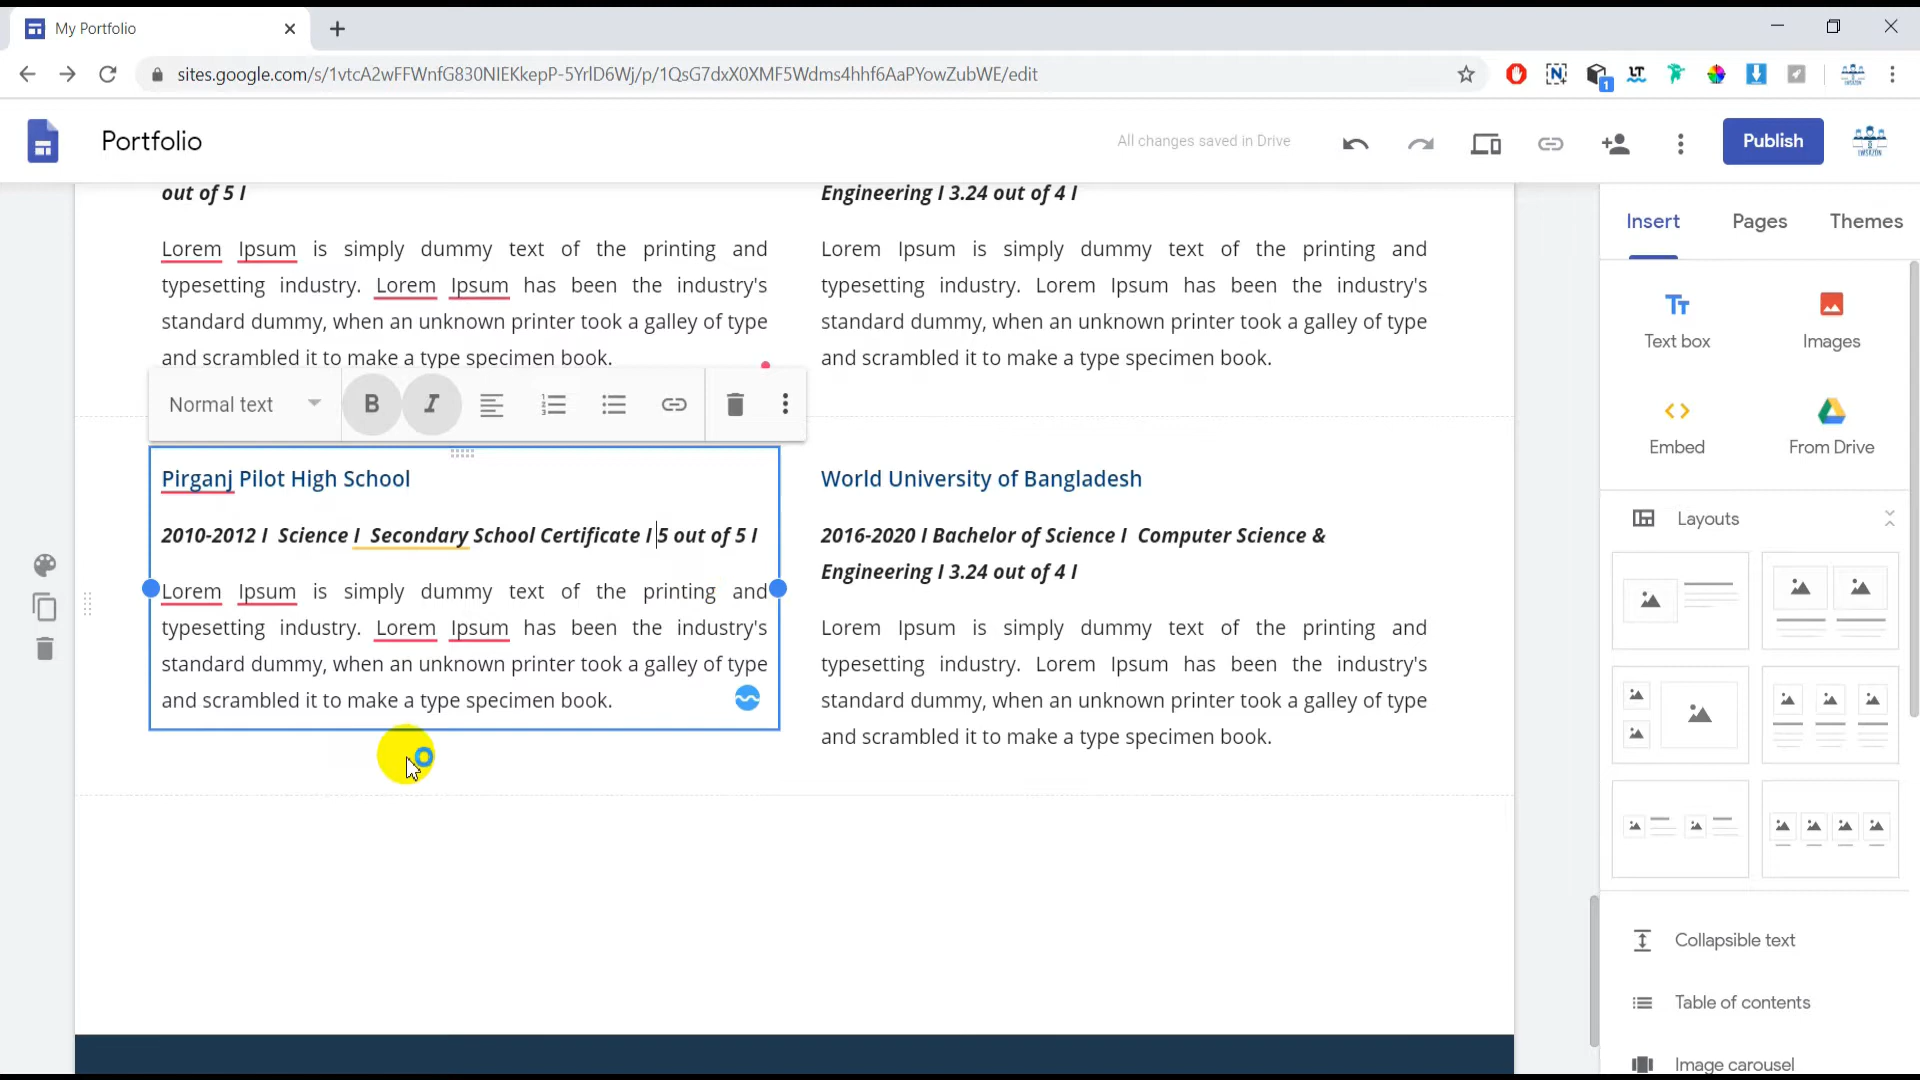 My Portfolio
sites.google.com/s/1vtcA2wFFWnfG830NIEKkepP-5YrlD6Wj/p/1QsG7dxX0XMF5Wdms4hhf6AaPYowZubWE/edit
1
Portfolio
All changes saved in Drive
Publish
out of 5 I
Lorem Ipsum is simply dummy text of the printing and
typesetting industry. Lorem Ipsum has been the industry's
standard dummy, when an unknown printer took a galley of type
and scrambled it to make a type specimen book.
Engineering I 3.24 out of 4 I
Lorem Ipsum is simply dummy text of the printing and
typesetting industry. Lorem Ipsum has been the industry's
standard dummy, when an unknown printer took a galley of type
and scrambled it to make a type specimen book.
Normal text
B I
Pirganj Pilot High School
2010-2012 I Science I Secondary School Certificate I 5 out of 5 I
Lorem Ipsum is simply dummy text of the printing and
typesetting industry. Lorem Ipsum has been the industry's
standard dummy, when an unknown printer took a galley of type
and scrambled it to make a type specimen book.
World University of Bangladesh
2016-2020 I Bachelor of Science I Computer Science &
Engineering I 3.24 out of 4 I
Lorem Ipsum is simply dummy text of the printing and
typesetting industry. Lorem Ipsum has been the industry's
standard dummy, when an unknown printer took a galley of type
and scrambled it to make a type specimen book.
Insert Pages Themes
Tt
Text box Images
Embed From Drive
Layouts
Collapsible text
Table of contents
Image carousel